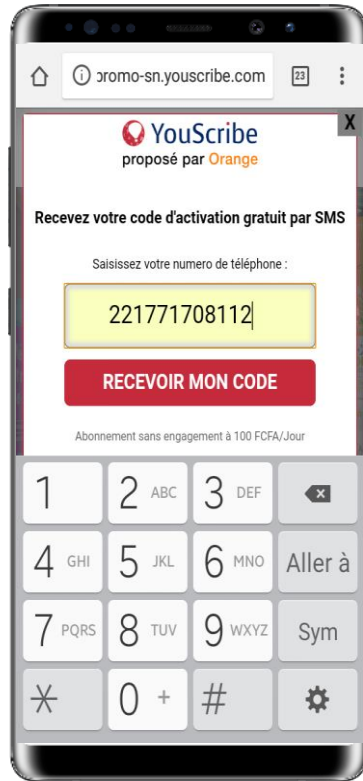 promo-sn.youscribe.com
23
X
YouScribe
proposé par Orange
Recevez votre code d'activation gratuit par SMS
Saisissez votre numero de téléphone :
221771708112
RECEVOIR MON CODE
Abonnement sans engagement à 100 FCFA/Jour
1 2 ABC 3 DEF
4 GHI 5 JKL 6 MNO Aller à
7 PQRS 8 TUV 9 WXYZ Sym
* 0 + #